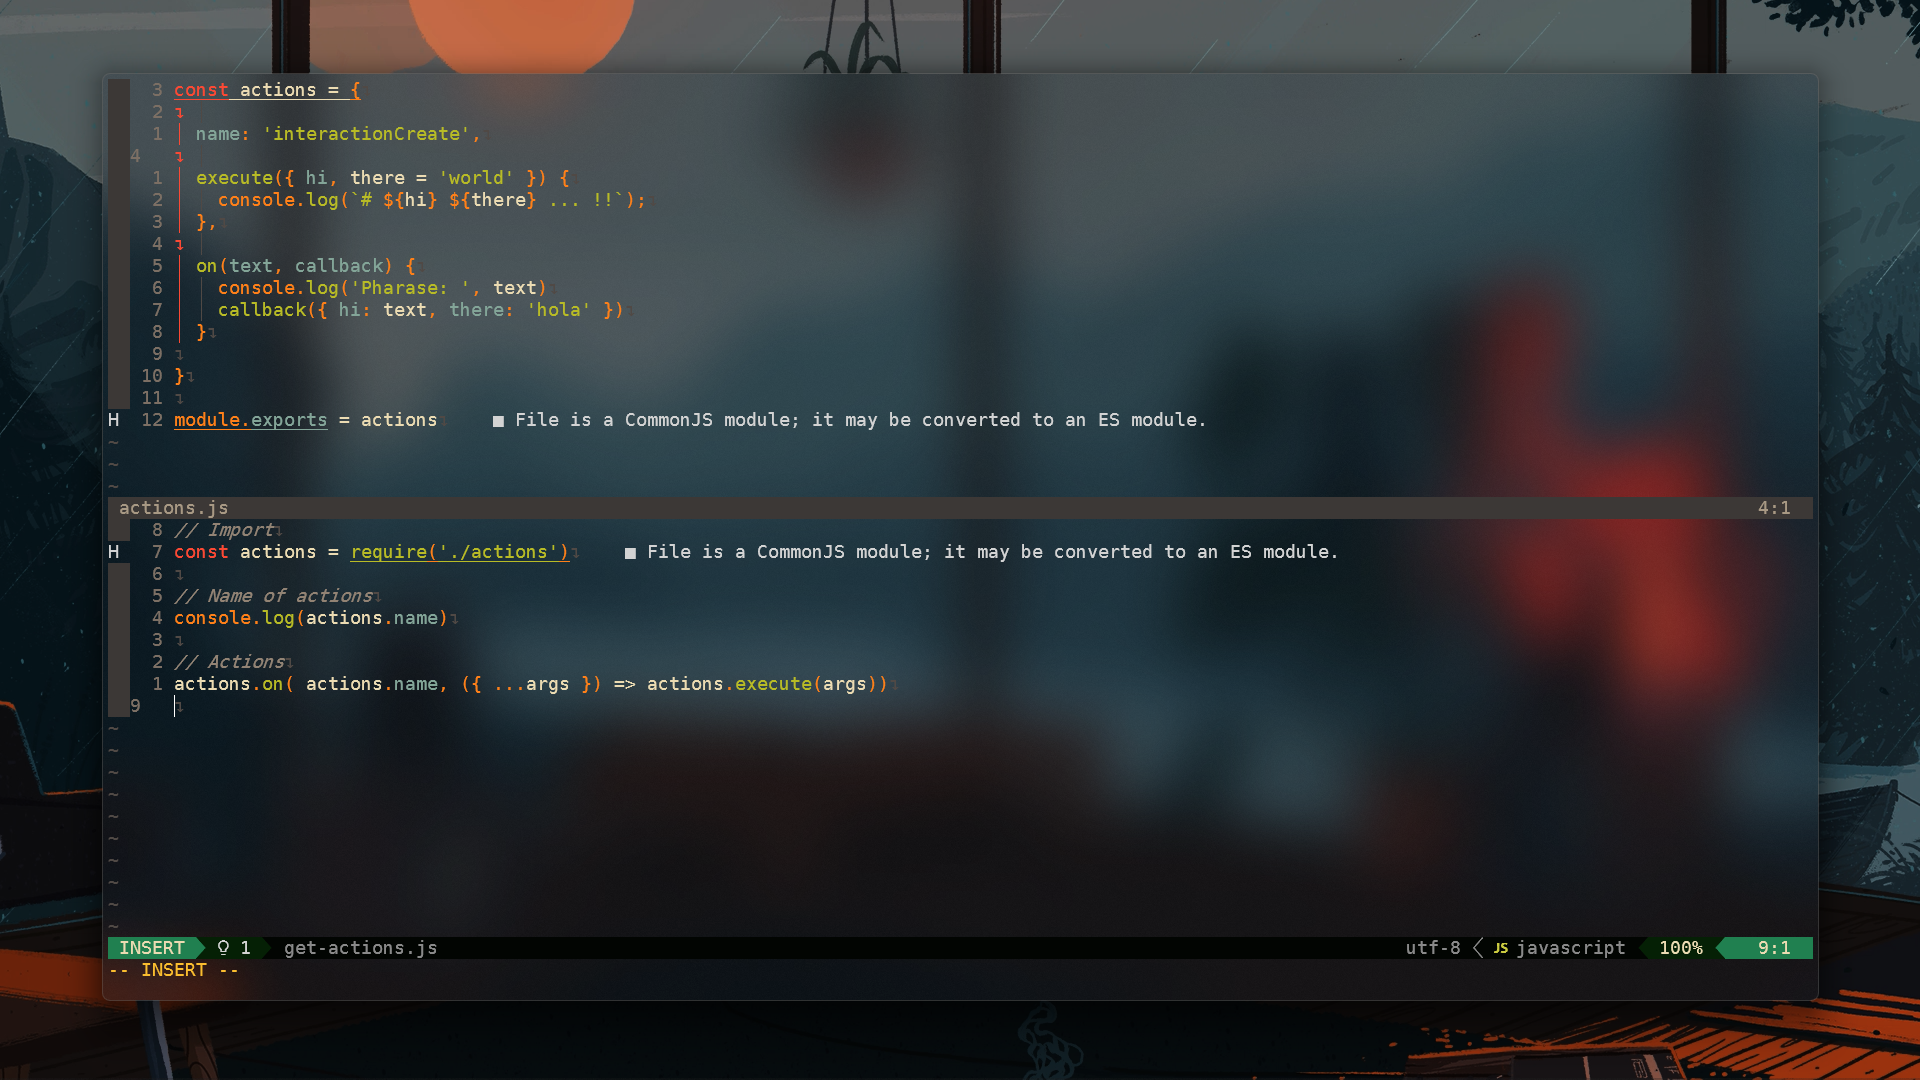 3 const actions = {
2
1 name: 'interactionCreate',
4
1 execute({ hi, there = 'world' }) {
2 console.log(`# ${hi} ${there} ... !!`);
3 },
4
5 on(text, callback) {
6 console.log('Pharase: ', text)
7 callback({ hi: text, there: 'hola' })
8 }
9
10 }
11
H 12 module.exports = actions ■ File is a CommonJS module; it may be converted to an ES module.
~
~
~
actions.js 4:1
8 // Import
H 7 const actions = require('./actions') ■ File is a CommonJS module; it may be converted to an ES module.
6
5 // Name of actions
4 console.log(actions.name)
3
2 // Actions
1 actions.on( actions.name, ({ ...args }) => actions.execute(args))
9
~
~
~
~
~
~
~
~
~
~
INSERT 1 get-actions.js utf-8 JS javascript 100% 9:1
-- INSERT --